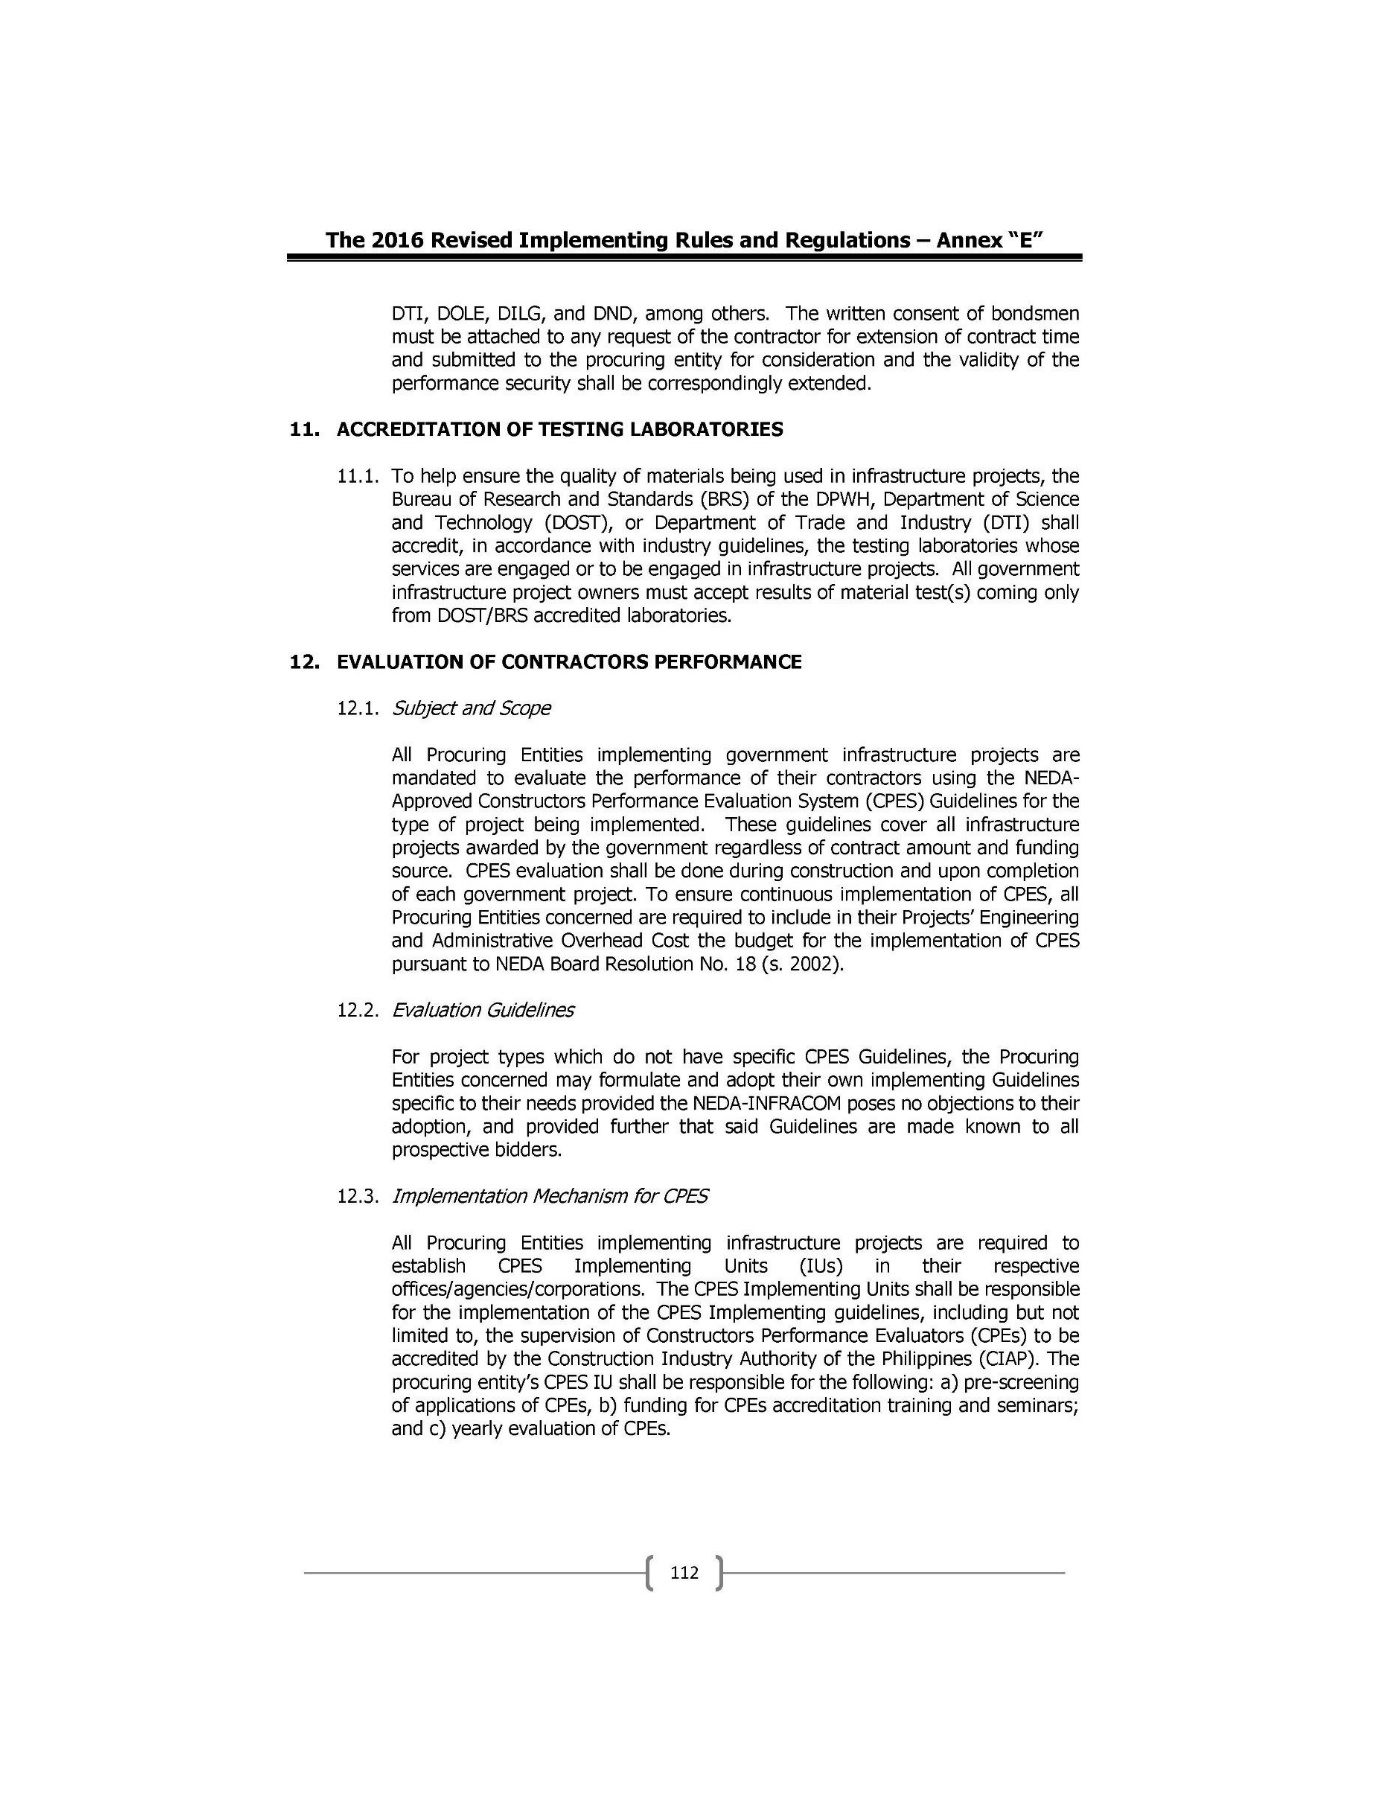 The 2016 Revised Implementing Rules and Regulations – Annex “E”
DTI, DOLE, DILG, and DND, among others. The written consent of bondsmen
must be attached to any request of the contractor for extension of contract time
and submitted to the procuring entity for consideration and the validity of the
performance security shall be correspondingly extended.
11. ACCREDITATION OF TESTING LABORATORIES
11.1. To help ensure the quality of materials being used in infrastructure projects, the
Bureau of Research and Standards (BRS) of the DPWH, Department of Science
and Technology (DOST), or Department of Trade and Industry (DTI) shall
accredit, in accordance with industry guidelines, the testing laboratories whose
services are engaged or to be engaged in infrastructure projects. All government
infrastructure project owners must accept results of material test(s) coming only
from DOST/BRS accredited laboratories.
12. EVALUATION OF CONTRACTORS PERFORMANCE
12.1. Subject and Scope
All Procuring Entities implementing government infrastructure projects are
mandated to evaluate the performance of their contractors using the NEDA-
Approved Constructors Performance Evaluation System (CPES) Guidelines for the
type of project being implemented. These guidelines cover all infrastructure
projects awarded by the government regardless of contract amount and funding
source. CPES evaluation shall be done during construction and upon completion
of each government project. To ensure continuous implementation of CPES, all
Procuring Entities concerned are required to include in their Projects’ Engineering
and Administrative Overhead Cost the budget for the implementation of CPES
pursuant to NEDA Board Resolution No. 18 (s. 2002).
12.2. Evaluation Guidelines
For project types which do not have specific CPES Guidelines, the Procuring
Entities concerned may formulate and adopt their own implementing Guidelines
specific to their needs provided the NEDA-INFRACOM poses no objections to their
adoption, and provided further that said Guidelines are made known to all
prospective bidders.
12.3. Implementation Mechanism for CPES
All Procuring Entities implementing infrastructure projects are required to
establish CPES Implementing Units (IUs) in their respective
offices/agencies/corporations. The CPES Implementing Units shall be responsible
for the implementation of the CPES Implementing guidelines, including but not
limited to, the supervision of Constructors Performance Evaluators (CPEs) to be
accredited by the Construction Industry Authority of the Philippines (CIAP). The
procuring entity’s CPES IU shall be responsible for the following: a) pre-screening
of applications of CPEs, b) funding for CPEs accreditation training and seminars;
and c) yearly evaluation of CPEs.
112